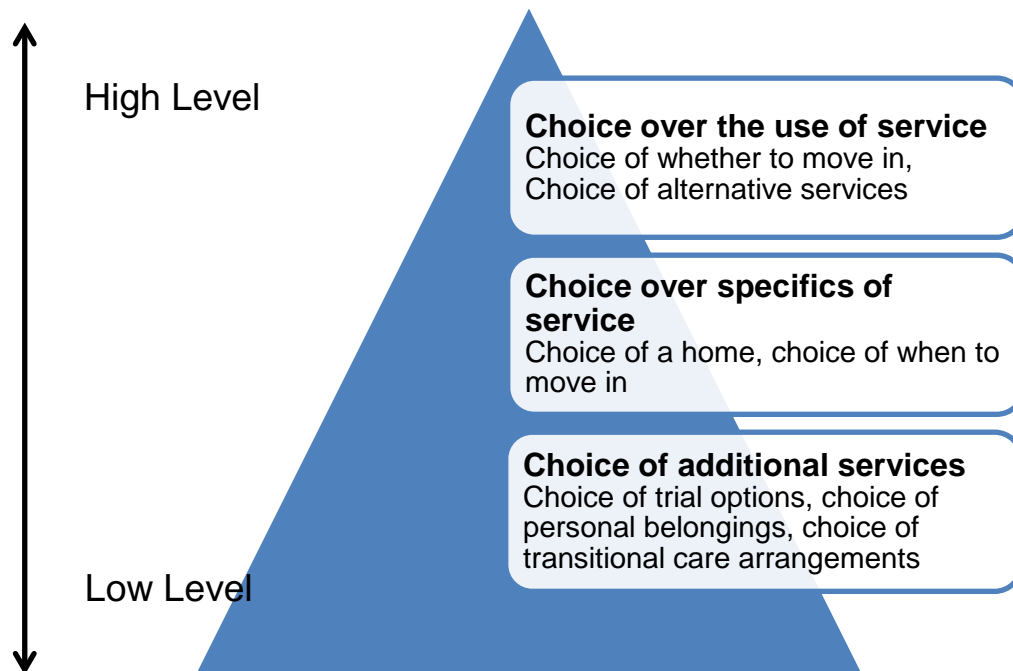 High Level
Choice over the use of service
Choice of whether to move in,
Choice of alternative services
Choice over specifics of
service
Choice of a home, choice of when to
move in
Choice of additional services
Choice of trial options, choice of
personal belongings, choice of
transitional care arrangements
Low Level